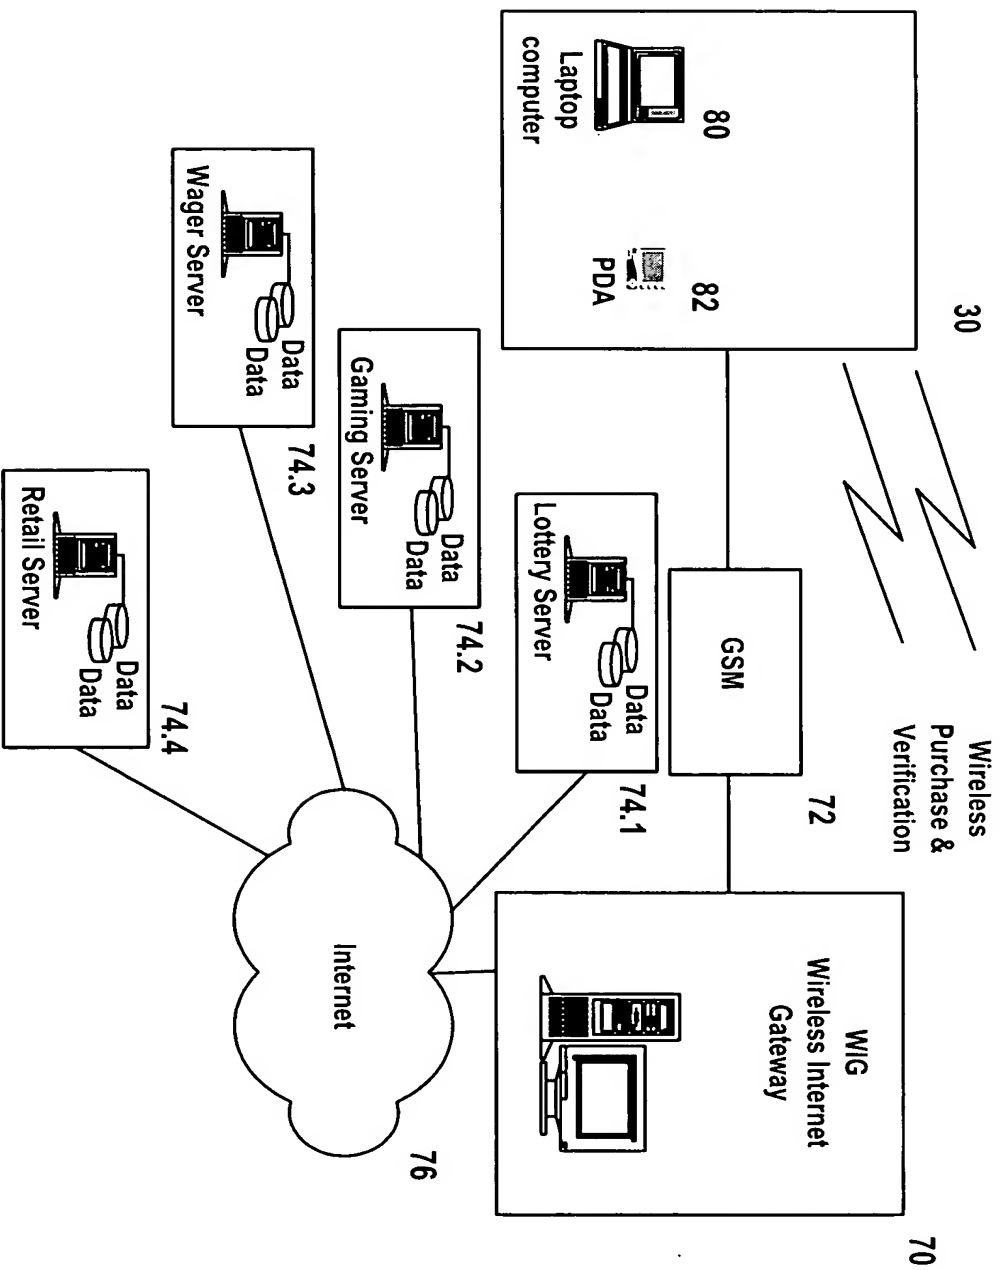 30
Wireless
Purchase &
Verification
70
80
Laptop
computer
82
PDA
72
GSM
WIG
Wireless Internet
Gateway
74.1
Lottery Server
Data
Data
74.2
Gaming Server
Data
Data
74.3
Wager Server
Data
Data
74.4
Retail Server
Data
Data
Internet
76